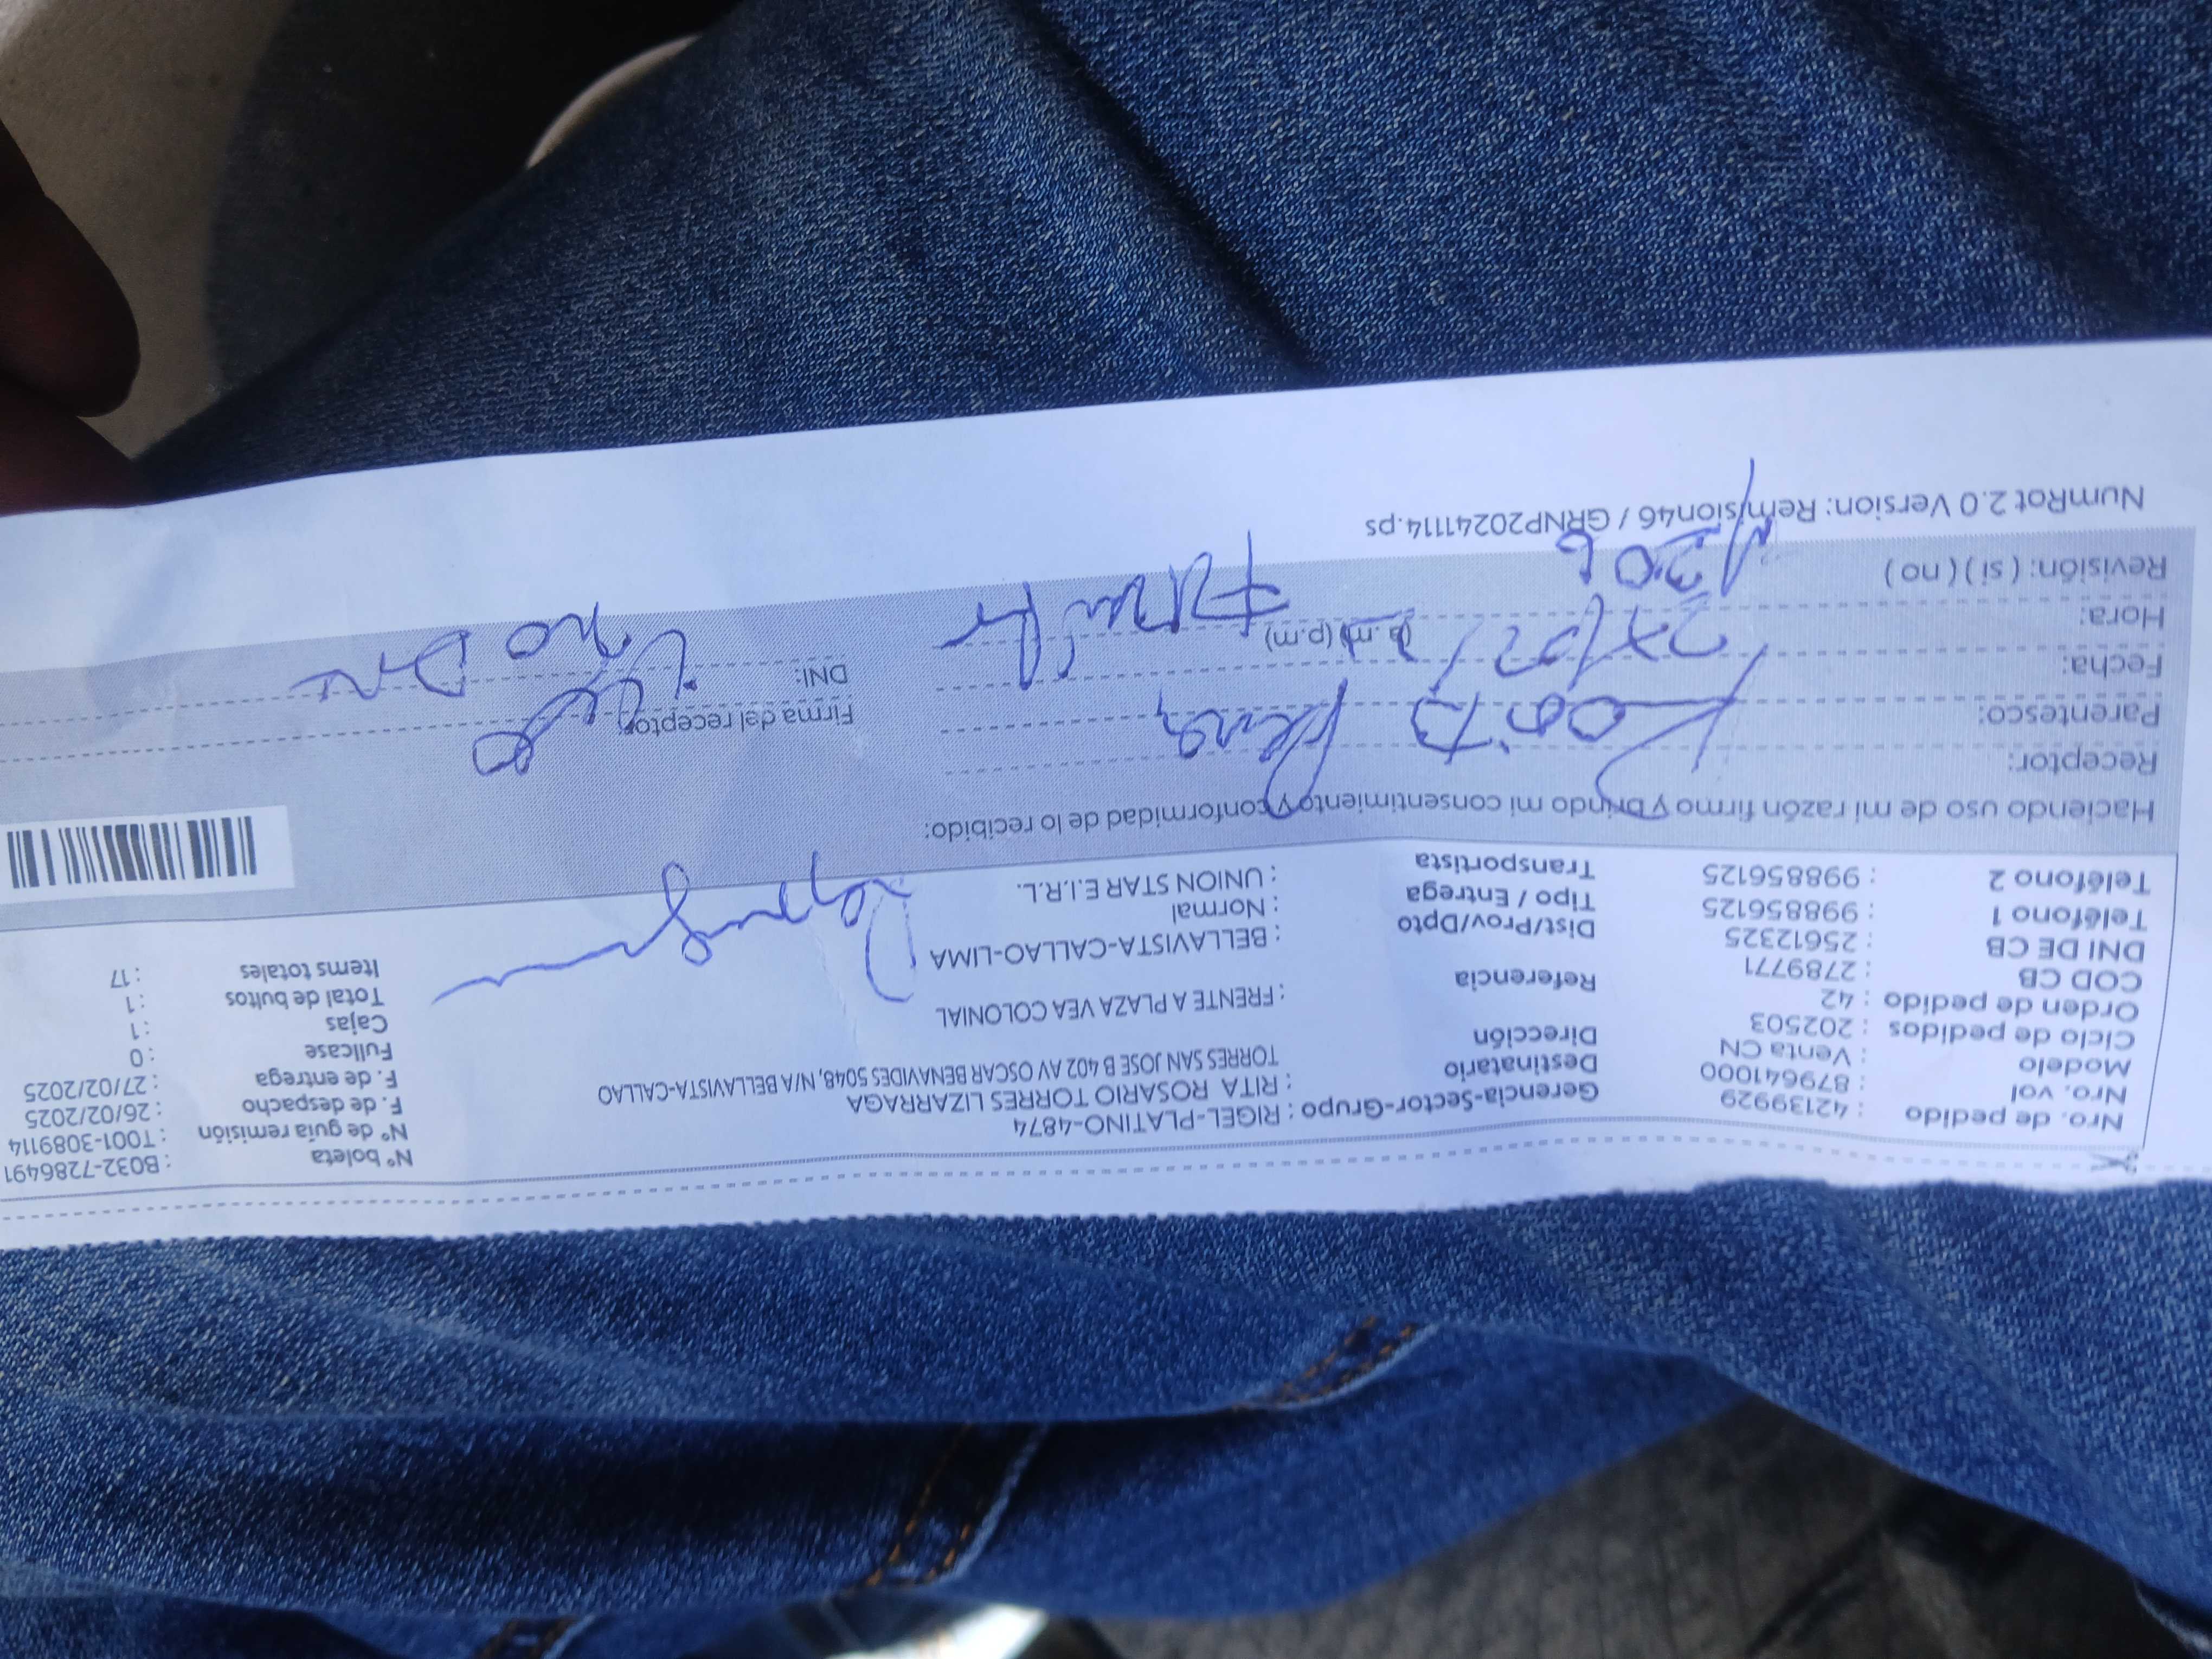 Nro. de pedido : 42139929
Nro. vol : 879641000
Modelo : Venta CN
Ciclo de pedidos : 202503
Orden de pedido : 42
COD CB : 2789771
DNI DE CB : 25612325
Teléfono 1 : 998856125
Teléfono 2 : 998856125
Gerencia-Sector-Grupo : RIGEL-PLATINO-4874
Destinatario : RITA ROSARIO TORRES LIZARRAGA
Dirección TORRES SAN JOSE B 402 AV OSCAR BENAVIDES 5048, N/A BELLAVISTA-CALLAO
Referencia : FRENTE A PLAZA VEA COLONIAL
Dist/Prov/Dpto : BELLAVISTA-CALLAO-LIMA
Tipo / Entrega : Normal
Transportista : UNION STAR E.I.R.L.
N° boleta : B032-7286491
N° de guía remisión : T001-3089114
F. de despacho : 26/02/2025
F. de entrega : 27/02/2025
Fullcase : 0
Cajas : 1
Total de bultos : 1
Items totales : 17
Haciendo uso de mi razón firmo y brindo mi consentimiento y conformidad de lo recibido:
Receptor:
Parentesco:
Fecha:
Hora: (a.m) (p.m)
Revisión: ( si ) ( no )
Firma del receptor
DNI:
no
NumRot 2.0 Version: Remision46 / GRNP20241114.ps